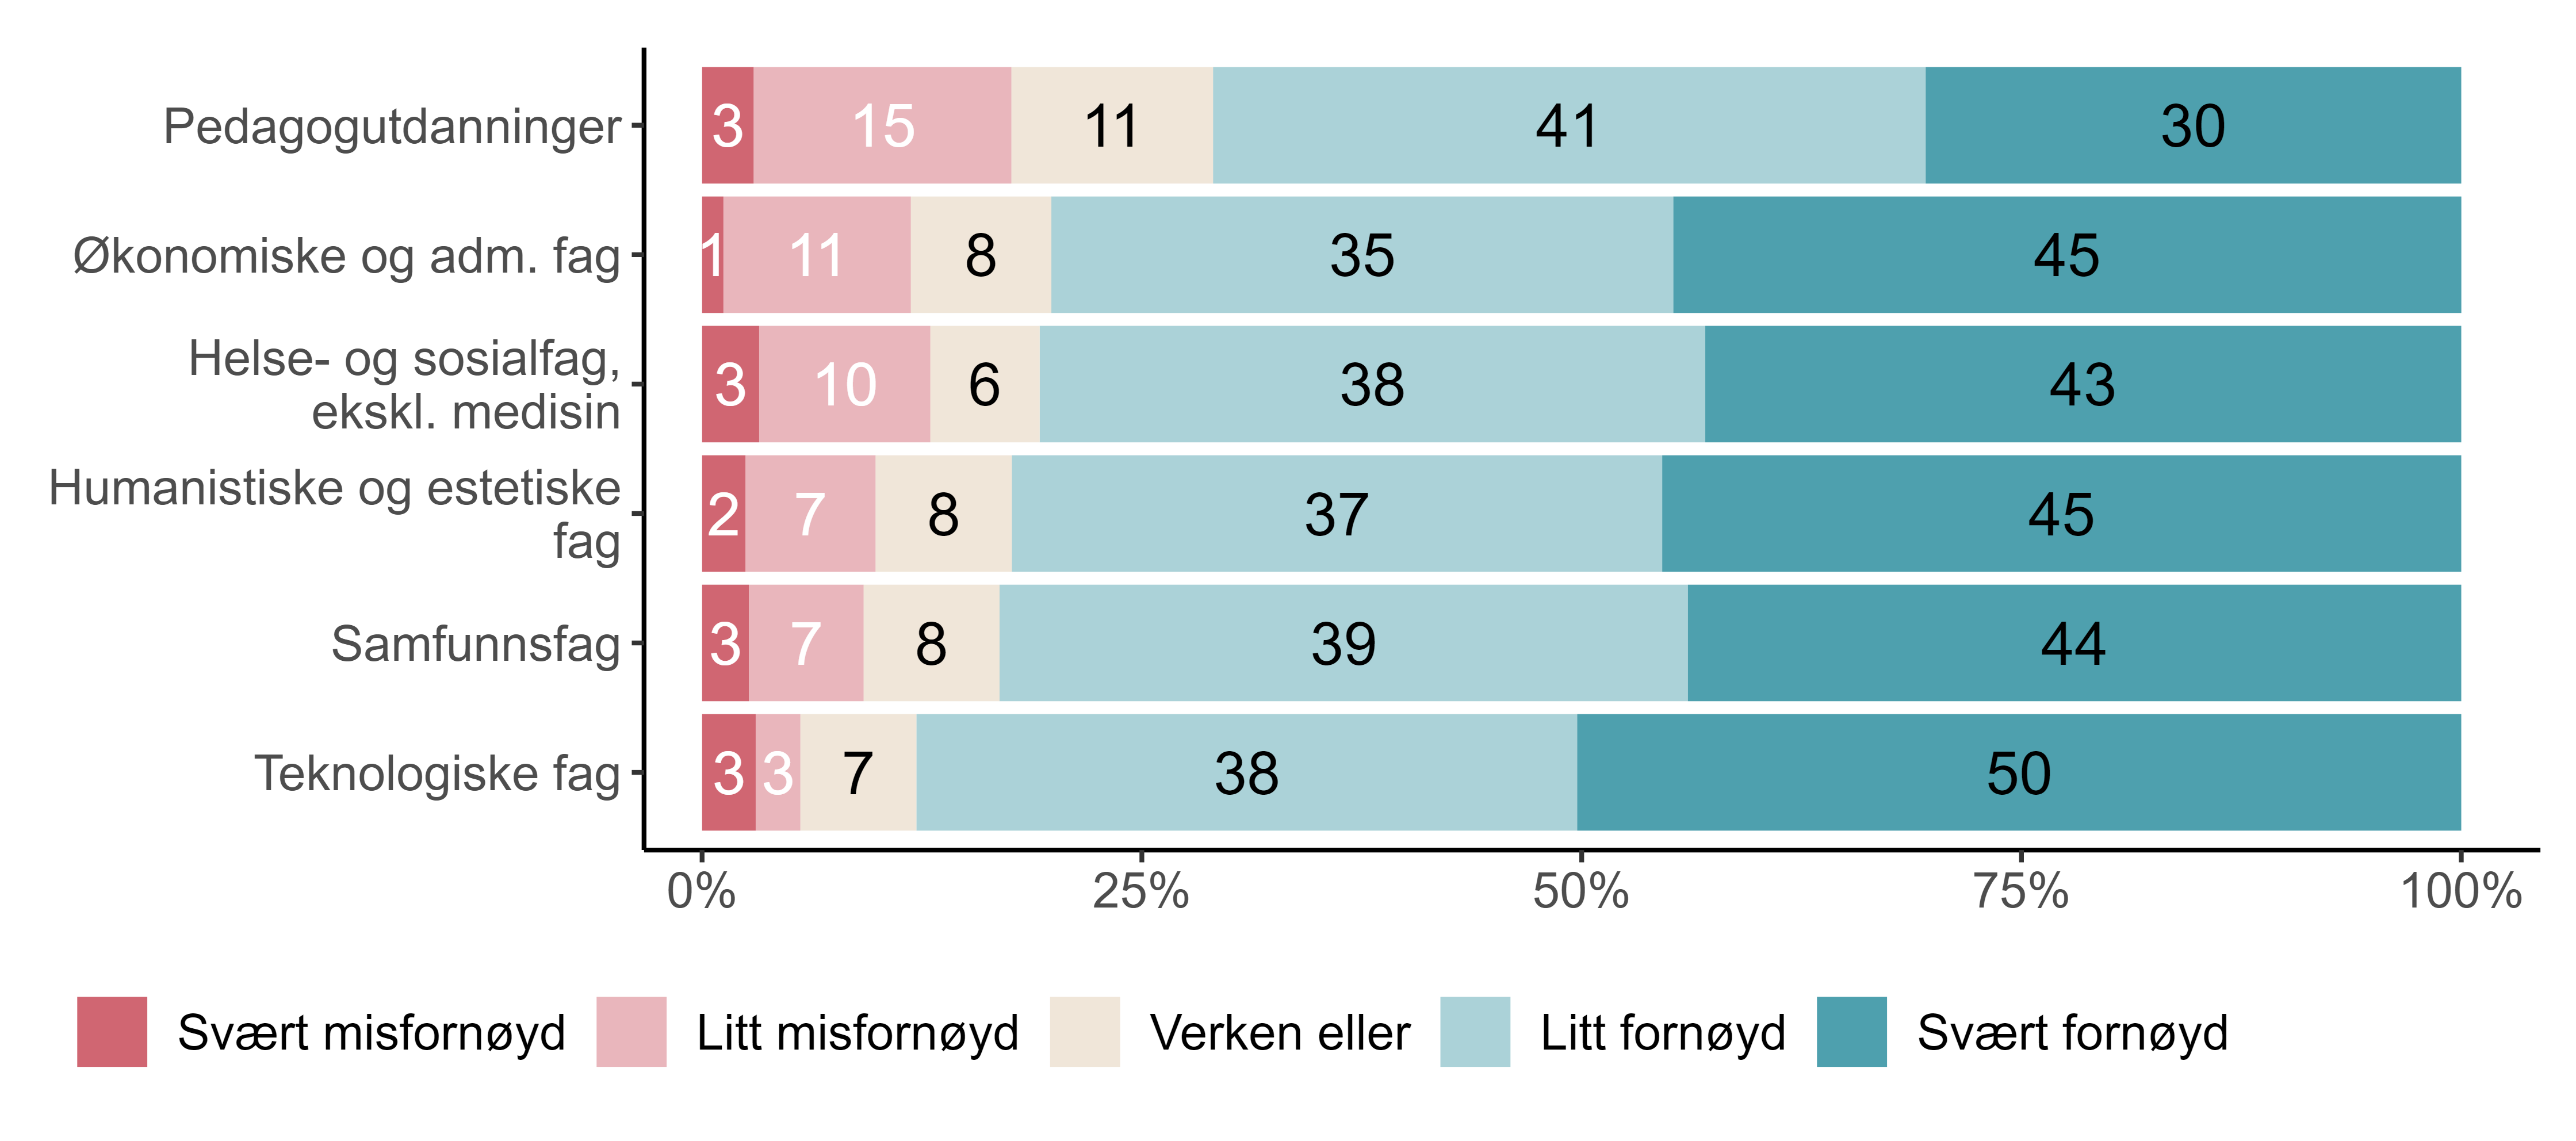 Pedagogutdanninger
3 15 11 41 30
Økonomiske og adm. fag
1 11 8 35 45
Helse- og sosialfag,
ekskl. medisin
3 10 6 38 43
Humanistiske og estetiske
fag
2 7 8 37 45
Samfunnsfag
3 7 8 39 44
Teknologiske fag
3 3 7 38 50
0% 25% 50% 75% 100%
Svært misfornøyd Litt misfornøyd Verken eller Litt fornøyd Svært fornøyd